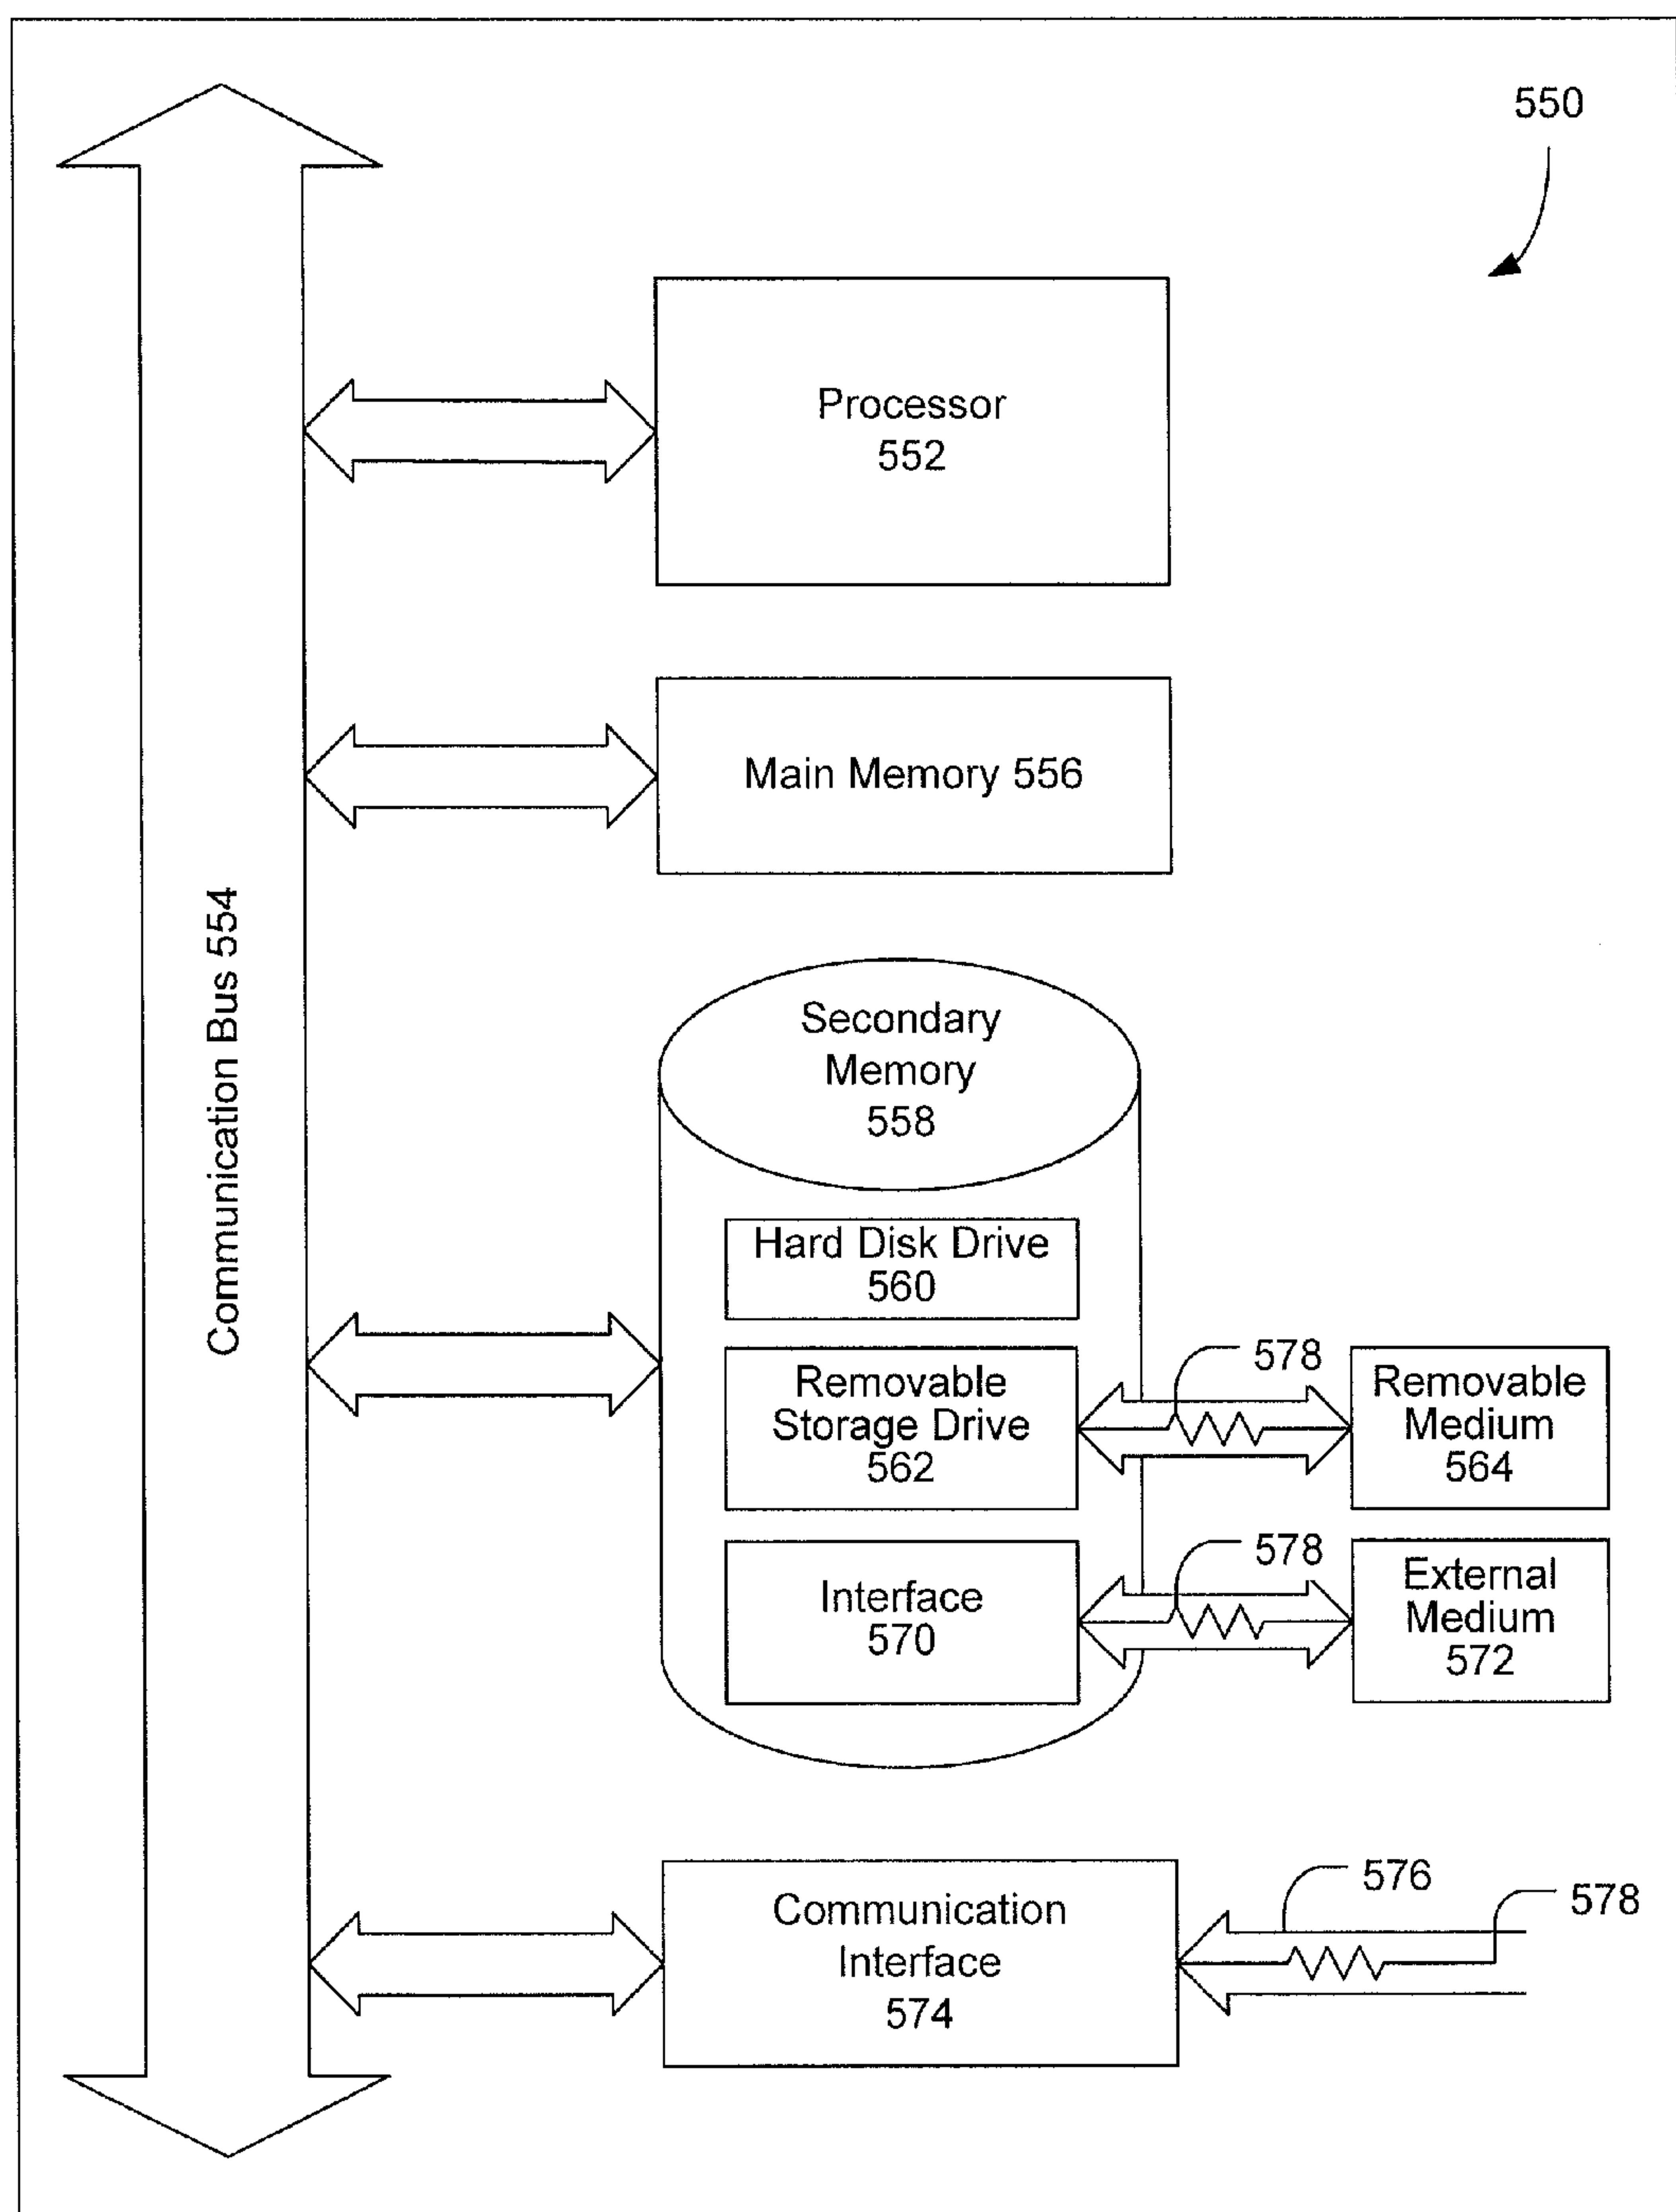 550
Processor
552
Main Memory 556
Communication Bus 554
Secondary
Memory
558
Hard Disk Drive
560
Removable
Storage Drive
562
578
Removable
Medium
564
Interface
570
578
External
Medium
572
Communication
Interface
574
576
578